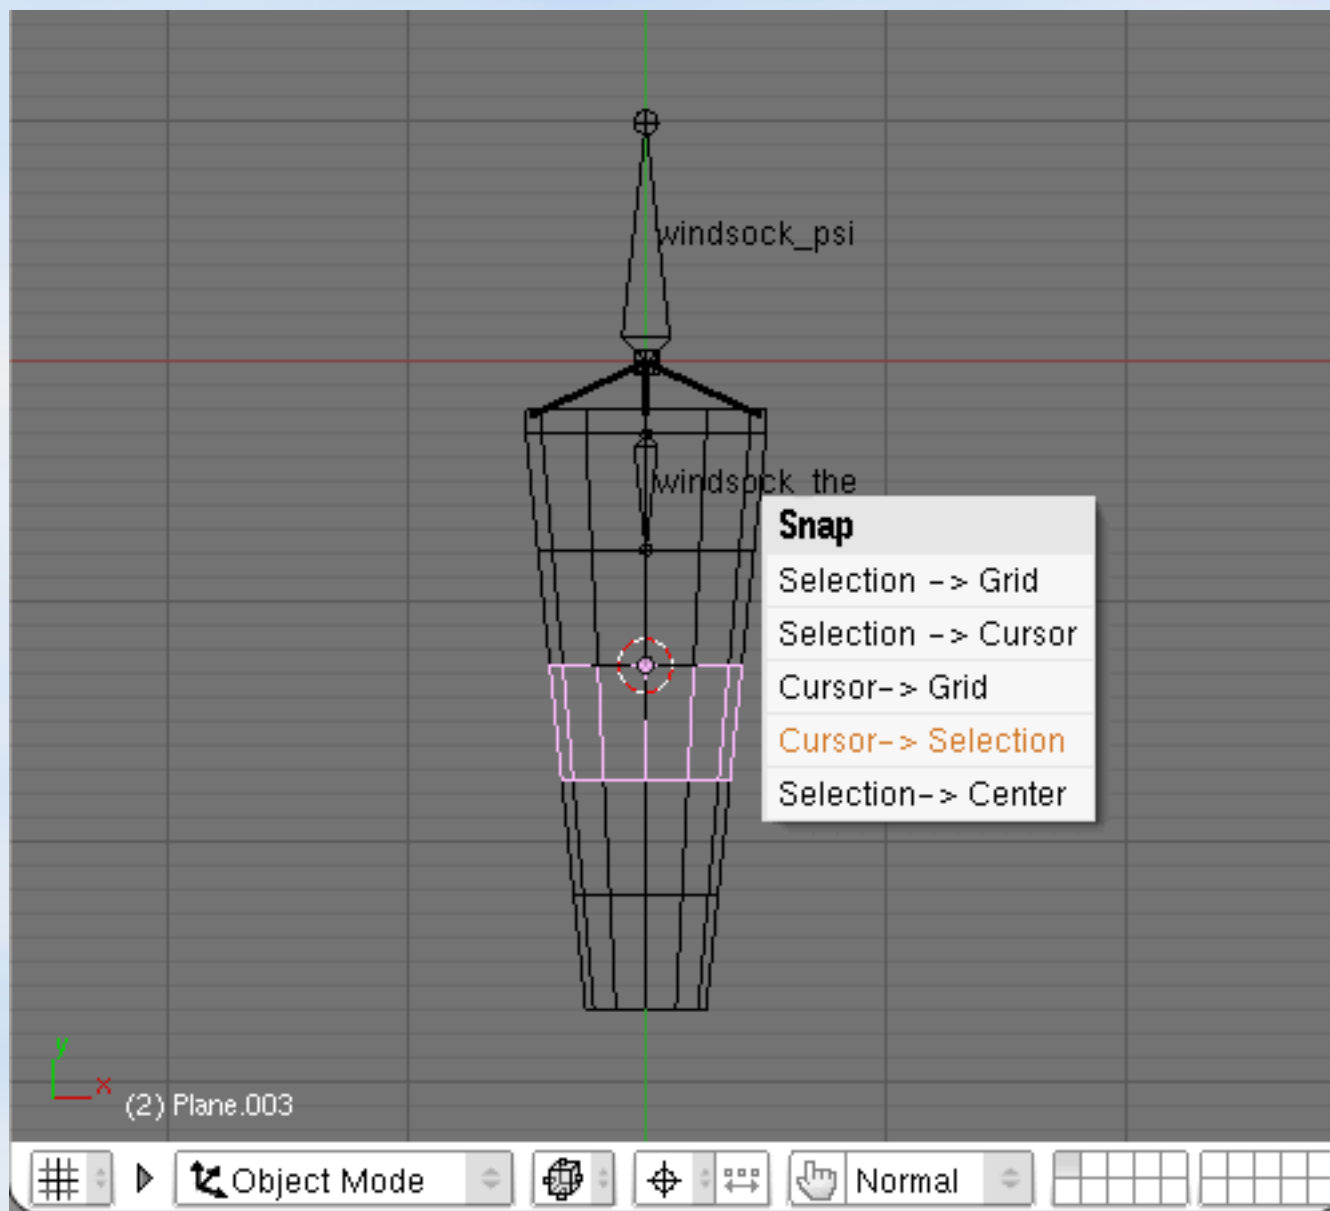 windsock_psi
windsock_the
Snap
Selection -> Grid
Selection -> Cursor
Cursor-> Grid
Cursor-> Selection
Selection-> Center
y
x
(2) Plane.003
Object Mode
Normal